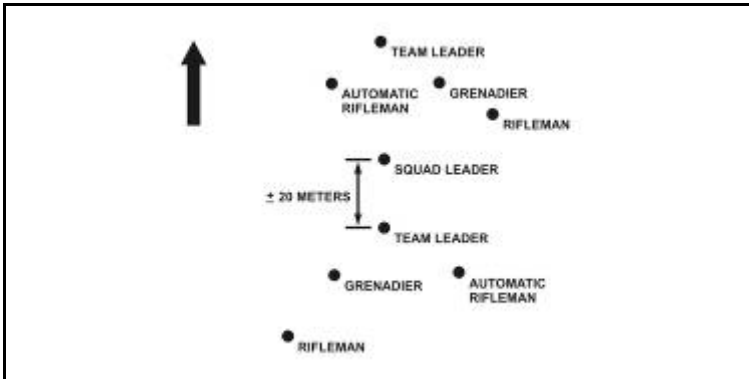 TEAM LEADER
AUTOMATIC
RIFLEMAN
GRENADIER
RIFLEMAN
SQUAD LEADER
± 20 METERS
TEAM LEADER
GRENADIER
AUTOMATIC
RIFLEMAN
RIFLEMAN